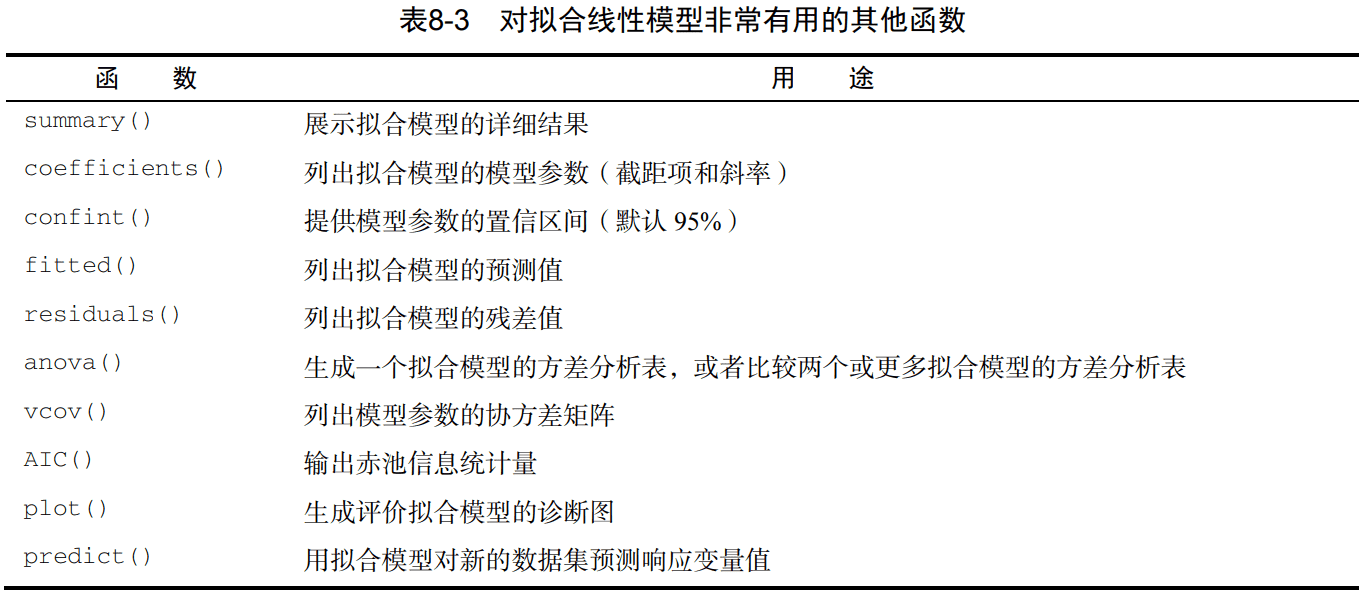 表8-3 对拟合线性模型非常有用的其他函数
函 数 用 途
summary() 展示拟合模型的详细结果
coefficients() 列出拟合模型的模型参数（截距项和斜率）
confint() 提供模型参数的置信区间（默认 95%）
fitted() 列出拟合模型的预测值
residuals() 列出拟合模型的残差值
anova() 生成一个拟合模型的方差分析表，或者比较两个或更多拟合模型的方差分析表
vcov() 列出模型参数的协方差矩阵
AIC() 输出赤池信息统计量
plot() 生成评价拟合模型的诊断图
predict() 用拟合模型对新的数据集预测响应变量值